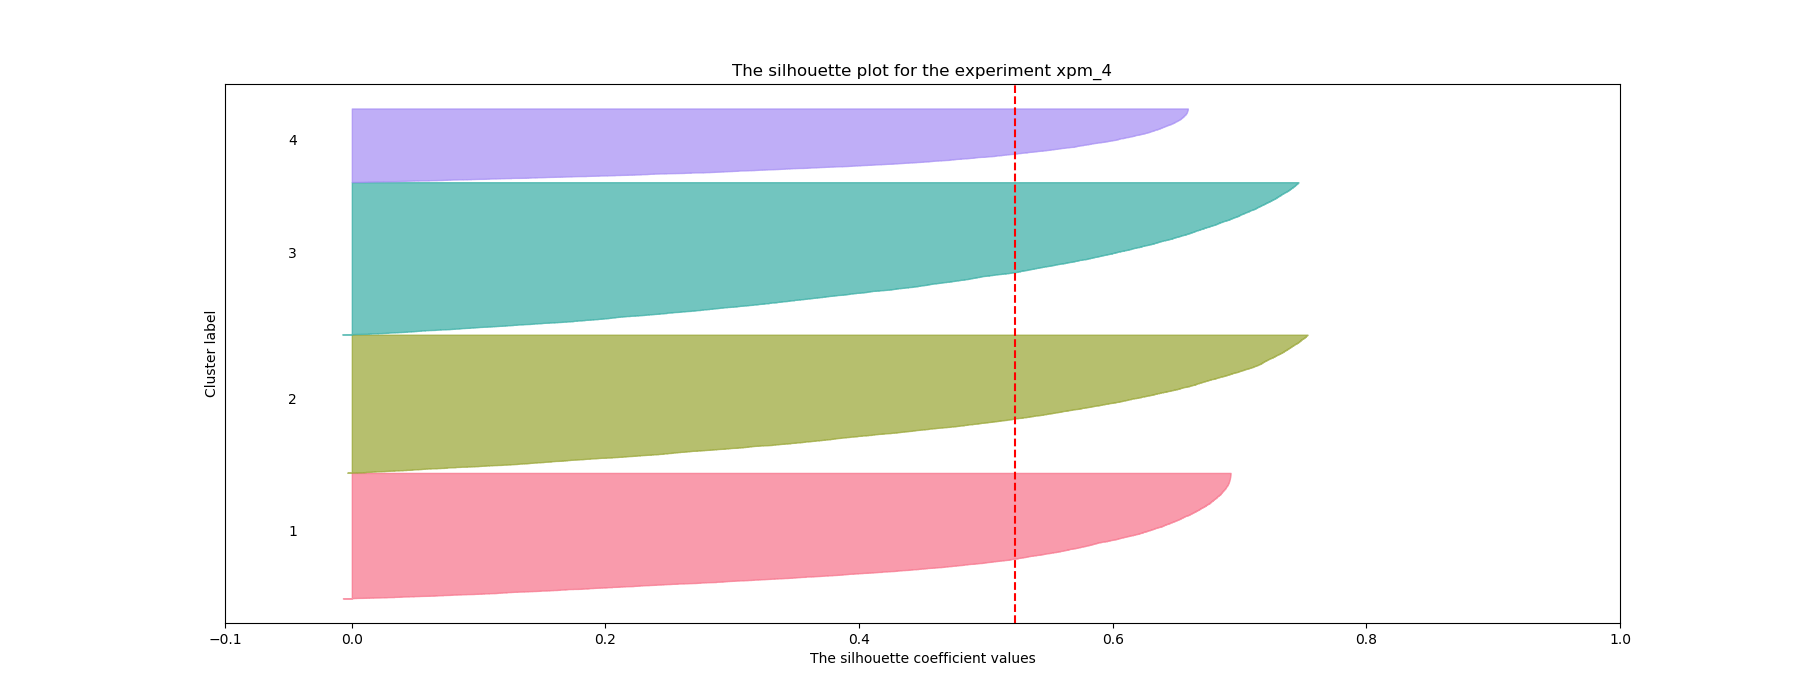 The silhouette plot for the experiment xpm_4
4
3
2
1
Cluster label
−0.1 0.0 0.2 0.4 0.6 0.8 1.0
The silhouette coefficient values